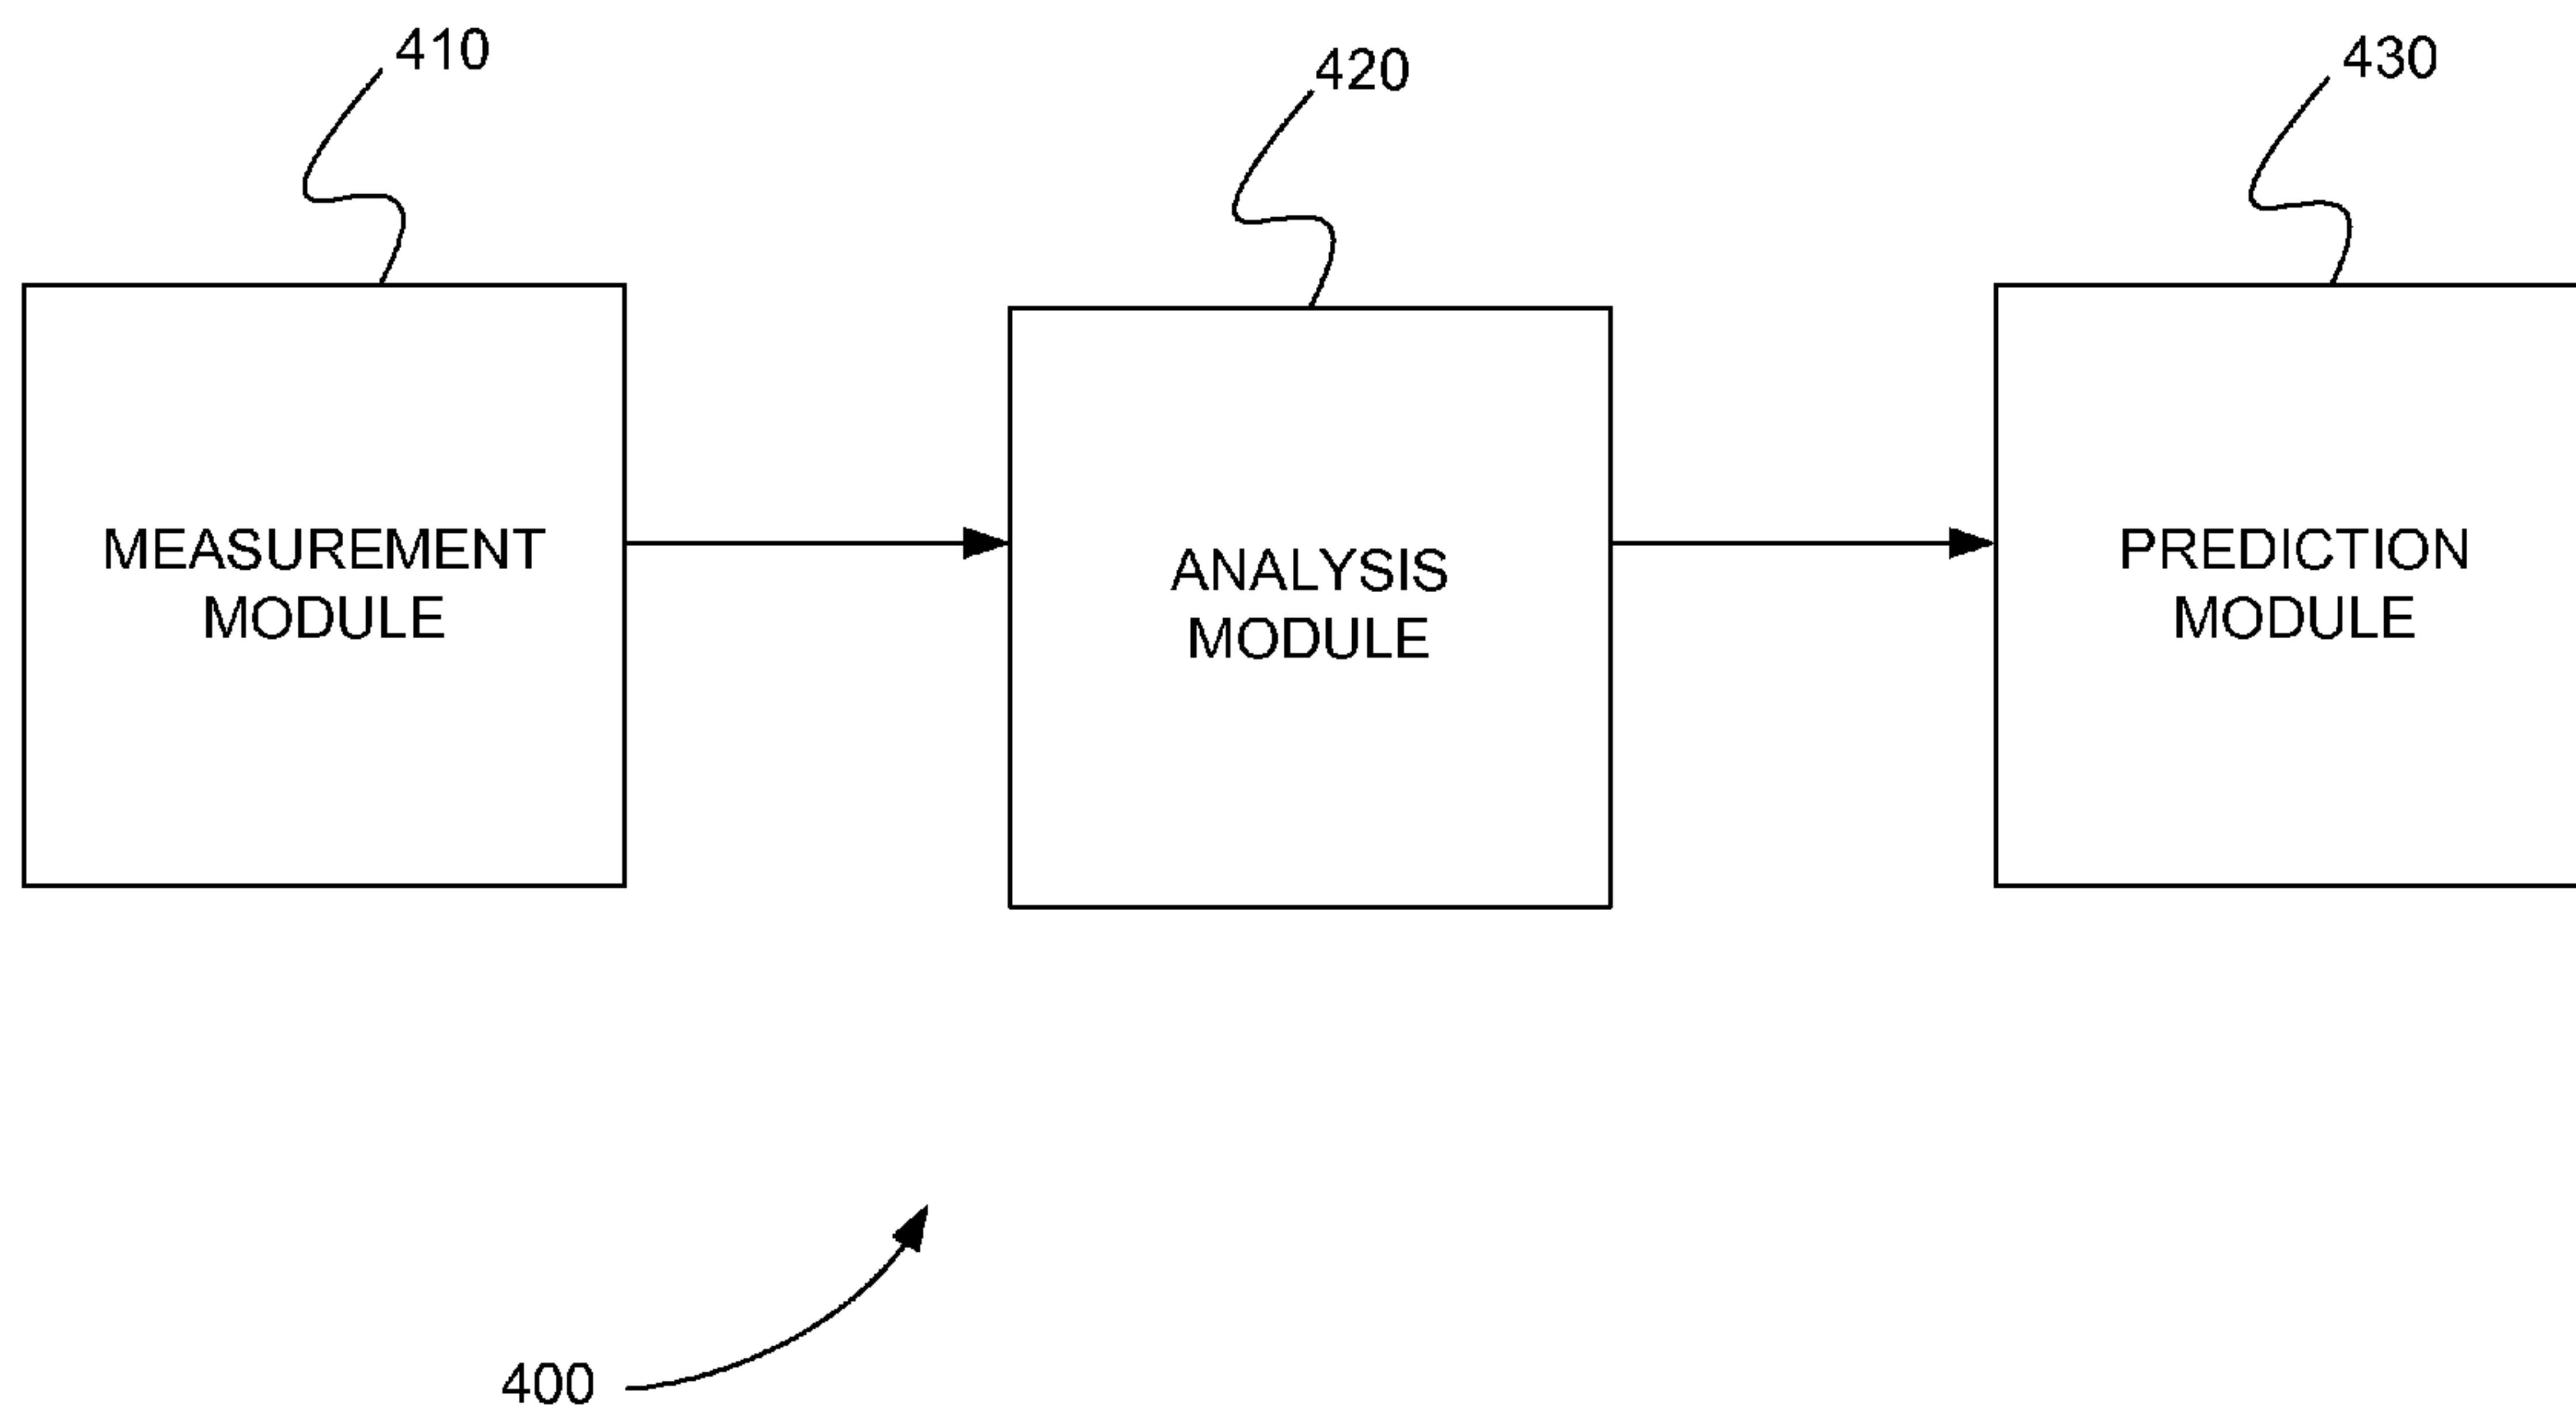 410
420
430
MEASUREMENT
MODULE
ANALYSIS
MODULE
PREDICTION
MODULE
400